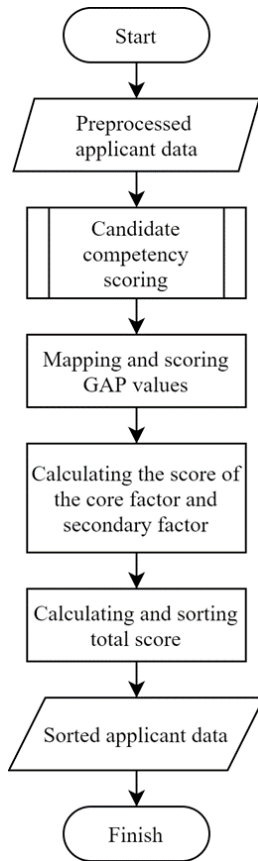 Start
Preprocessed
applicant data
Candidate
competency
scoring
Mapping and scoring
GAP values
Calculating the score of
the core factor and
secondary factor
Calculating and sorting
total score
Sorted applicant data
Finish